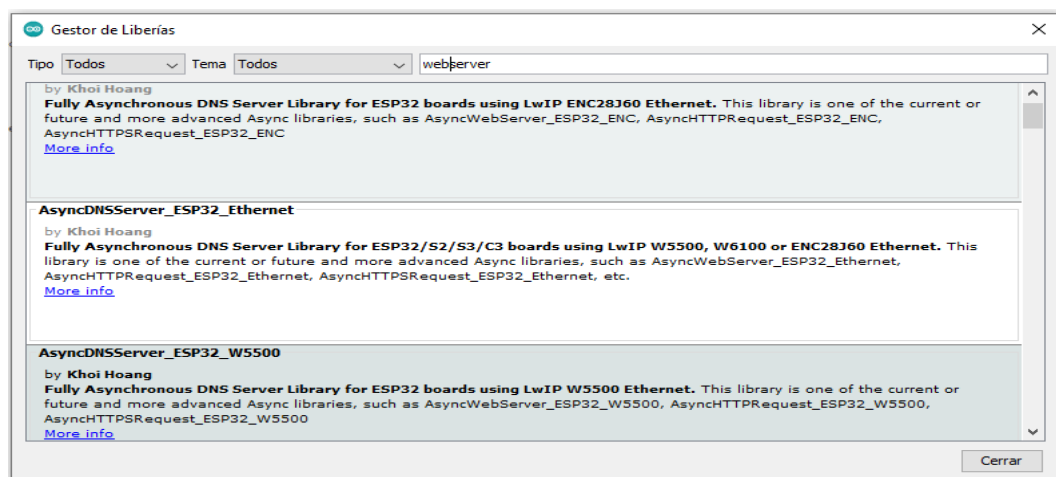 Gestor de Liberías
Tipo Todos Tema Todos webserver
by Khoi Hoang
Fully Asynchronous DNS Server Library for ESP32 boards using LwIP ENC28J60 Ethernet. This library is one of the current or
future and more advanced Async libraries, such as AsyncWebServer_ESP32_ENC, AsyncHTTPRequest_ESP32_ENC,
AsyncHTTPSRequest_ESP32_ENC
More info
AsyncDNSServer_ESP32_Ethernet
by Khoi Hoang
Fully Asynchronous DNS Server Library for ESP32/S2/S3/C3 boards using LwIP W5500, W6100 or ENC28J60 Ethernet. This
library is one of the current or future and more advanced Async libraries, such as AsyncWebServer_ESP32_Ethernet,
AsyncHTTPRequest_ESP32_Ethernet, AsyncHTTPSRequest_ESP32_Ethernet, etc.
More info
AsyncDNSServer_ESP32_W5500
by Khoi Hoang
Fully Asynchronous DNS Server Library for ESP32 boards using LwIP W5500 Ethernet. This library is one of the current or
future and more advanced Async libraries, such as AsyncWebServer_ESP32_W5500, AsyncHTTPRequest_ESP32_W5500,
AsyncHTTPSRequest_ESP32_W5500
More info
Cerrar